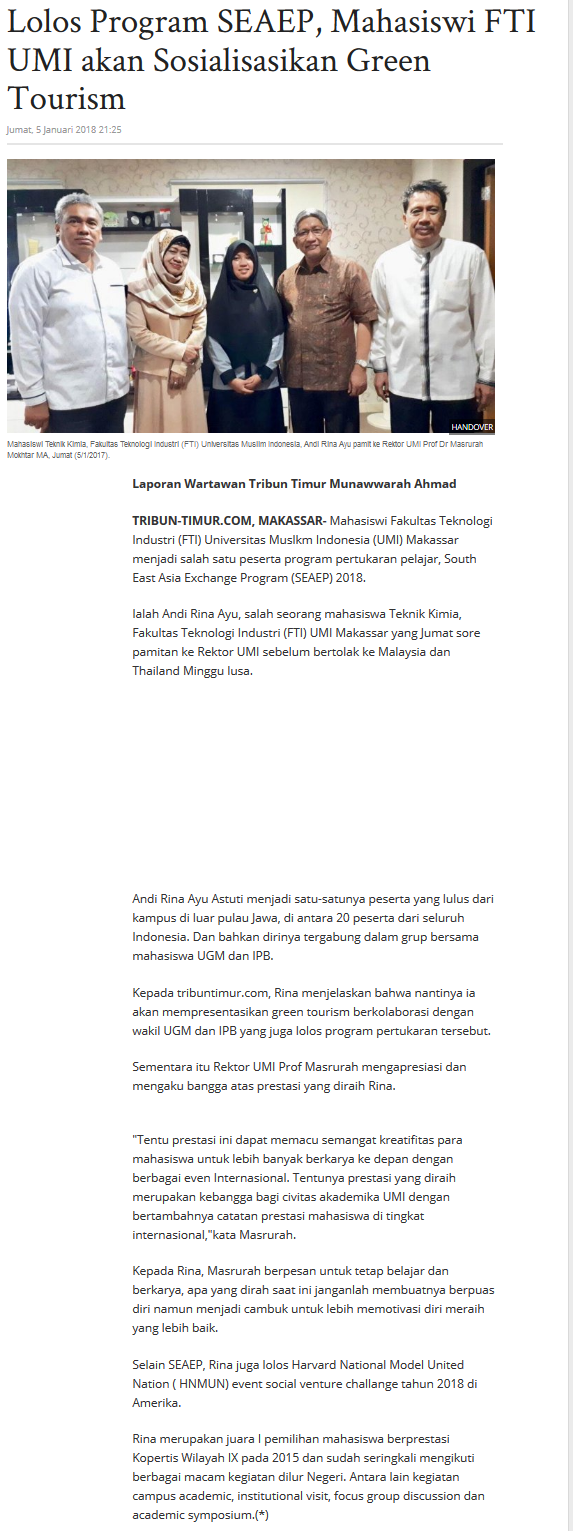 Lolos Program SEAEP, Mahasiswi FTI
UMI akan Sosialisasikan Green
Tourism
Jumat, 5 Januari 2018 21:25
HANDOVER
Mahasiswi Teknik Kimia, Fakultas Teknologi Industri (FTI) Universitas Muslim Indonesia, Andi Rina Ayu pamit ke Rektor UMI Prof Dr Masrurah
Mokhtar MA, Jumat (5/1/2017).
Laporan Wartawan Tribun Timur Munawwarah Ahmad
TRIBUN-TIMUR.COM, MAKASSAR- Mahasiswi Fakultas Teknologi
Industri (FTI) Universitas Muslkm Indonesia (UMI) Makassar
menjadi salah satu peserta program pertukaran pelajar, South
East Asia Exchange Program (SEAEP) 2018.
Ialah Andi Rina Ayu, salah seorang mahasiswa Teknik Kimia,
Fakultas Teknologi Industri (FTI) UMI Makassar yang Jumat sore
pamitan ke Rektor UMI sebelum bertolak ke Malaysia dan
Thailand Minggu lusa.
Andi Rina Ayu Astuti menjadi satu-satunya peserta yang lulus dari
kampus di luar pulau Jawa, di antara 20 peserta dari seluruh
Indonesia. Dan bahkan dirinya tergabung dalam grup bersama
mahasiswa UGM dan IPB.
Kepada tribuntimur.com, Rina menjelaskan bahwa nantinya ia
akan mempresentasikan green tourism berkolaborasi dengan
wakil UGM dan IPB yang juga lolos program pertukaran tersebut.
Sementara itu Rektor UMI Prof Masrurah mengapresiasi dan
mengaku bangga atas prestasi yang diraih Rina.
"Tentu prestasi ini dapat memacu semangat kreatifitas para
mahasiswa untuk lebih banyak berkarya ke depan dengan
berbagai even Internasional. Tentunya prestasi yang diraih
merupakan kebangga bagi civitas akademika UMI dengan
bertambahnya catatan prestasi mahasiswa di tingkat
internasional,"kata Masrurah.
Kepada Rina, Masrurah berpesan untuk tetap belajar dan
berkarya, apa yang dirah saat ini janganlah membuatnya berpuas
diri namun menjadi cambuk untuk lebih memotivasi diri meraih
yang lebih baik.
Selain SEAEP, Rina juga lolos Harvard National Model United
Nation ( HNMUN) event social venture challange tahun 2018 di
Amerika.
Rina merupakan juara I pemilihan mahasiswa berprestasi
Kopertis Wilayah IX pada 2015 dan sudah seringkali mengikuti
berbagai macam kegiatan dilur Negeri. Antara lain kegiatan
campus academic, institutional visit, focus group discussion dan
academic symposium.(*)